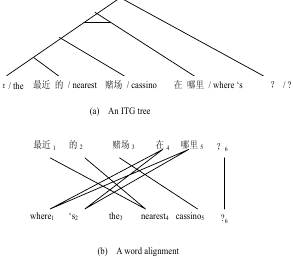 ε / the 最近 的 / nearest 赌场 / cassino 在 哪里 / where ‘s ? / ?
(a) An ITG tree
最近 1 的 2 赌场 3 在 4 哪里 5 ? 6
where1 ‘s2 the3 nearest4 cassino5 ?6
(b) A word alignment